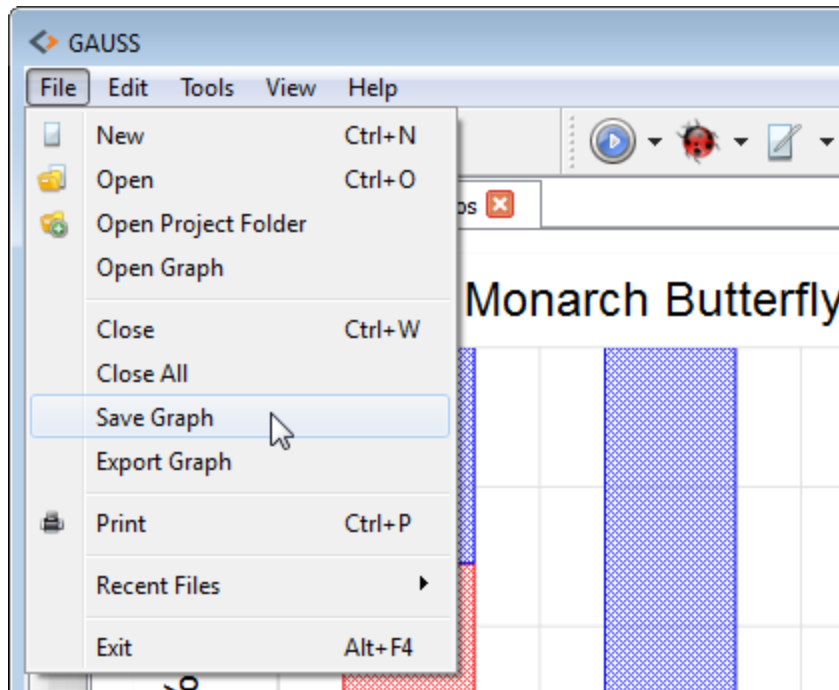 GAUSS
File Edit Tools View Help
New Ctrl+N
Open Ctrl+O
Open Project Folder
Open Graph
Close Ctrl+W
Close All
Save Graph
Export Graph
Print Ctrl+P
Recent Files
Exit Alt+F4
Monarch Butterfly